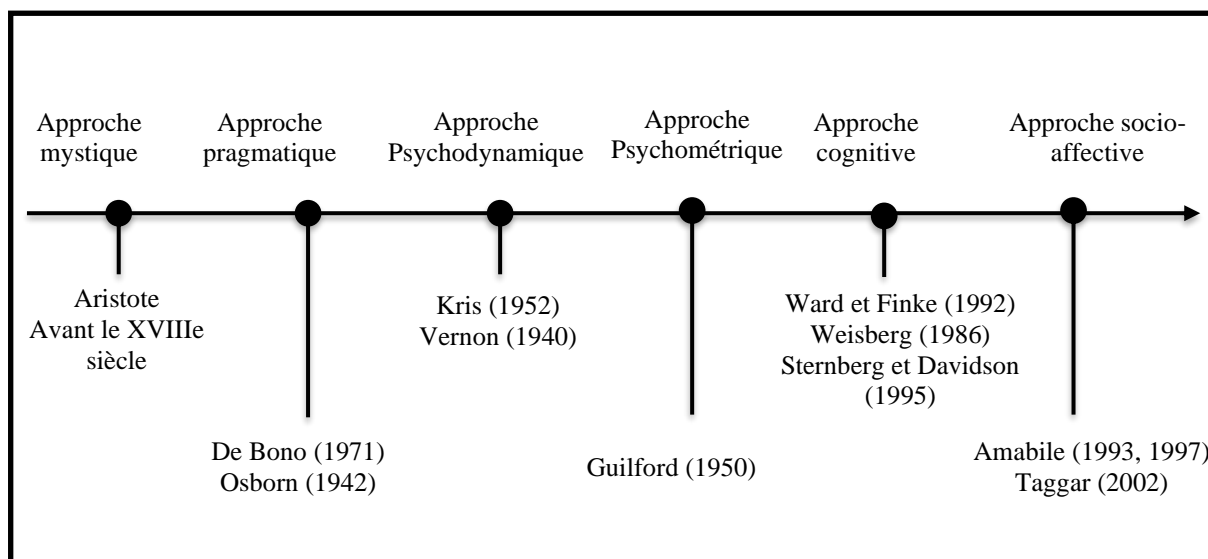 Approche
mystique
Approche
pragmatique
Approche
Psychodynamique
Approche
Psychométrique
Approche
cognitive
Approche socio-
affective
Aristote
Avant le XVIIIe
siècle
De Bono (1971)
Osborn (1942)
Kris (1952)
Vernon (1940)
Guilford (1950)
Ward et Finke (1992)
Weisberg (1986)
Sternberg et Davidson
(1995)
Amabile (1993, 1997)
Taggar (2002)